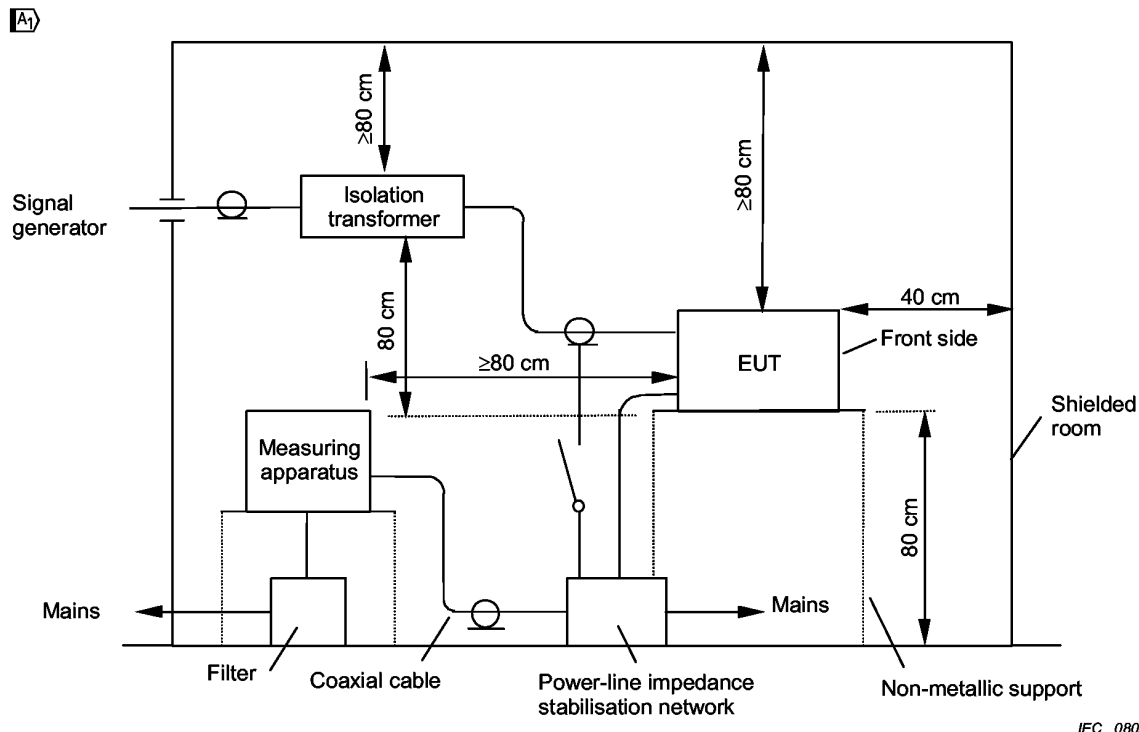 A1
≥80 cm
≥80 cm
Signal
generator
Isolation
transformer
40 cm
80 cm
Front side
≥80 cm
EUT
Shielded
room
Measuring
apparatus
80 cm
Mains
Mains
Filter
Coaxial cable
Power-line impedance
stabilisation network
Non-metallic support
IEC 080